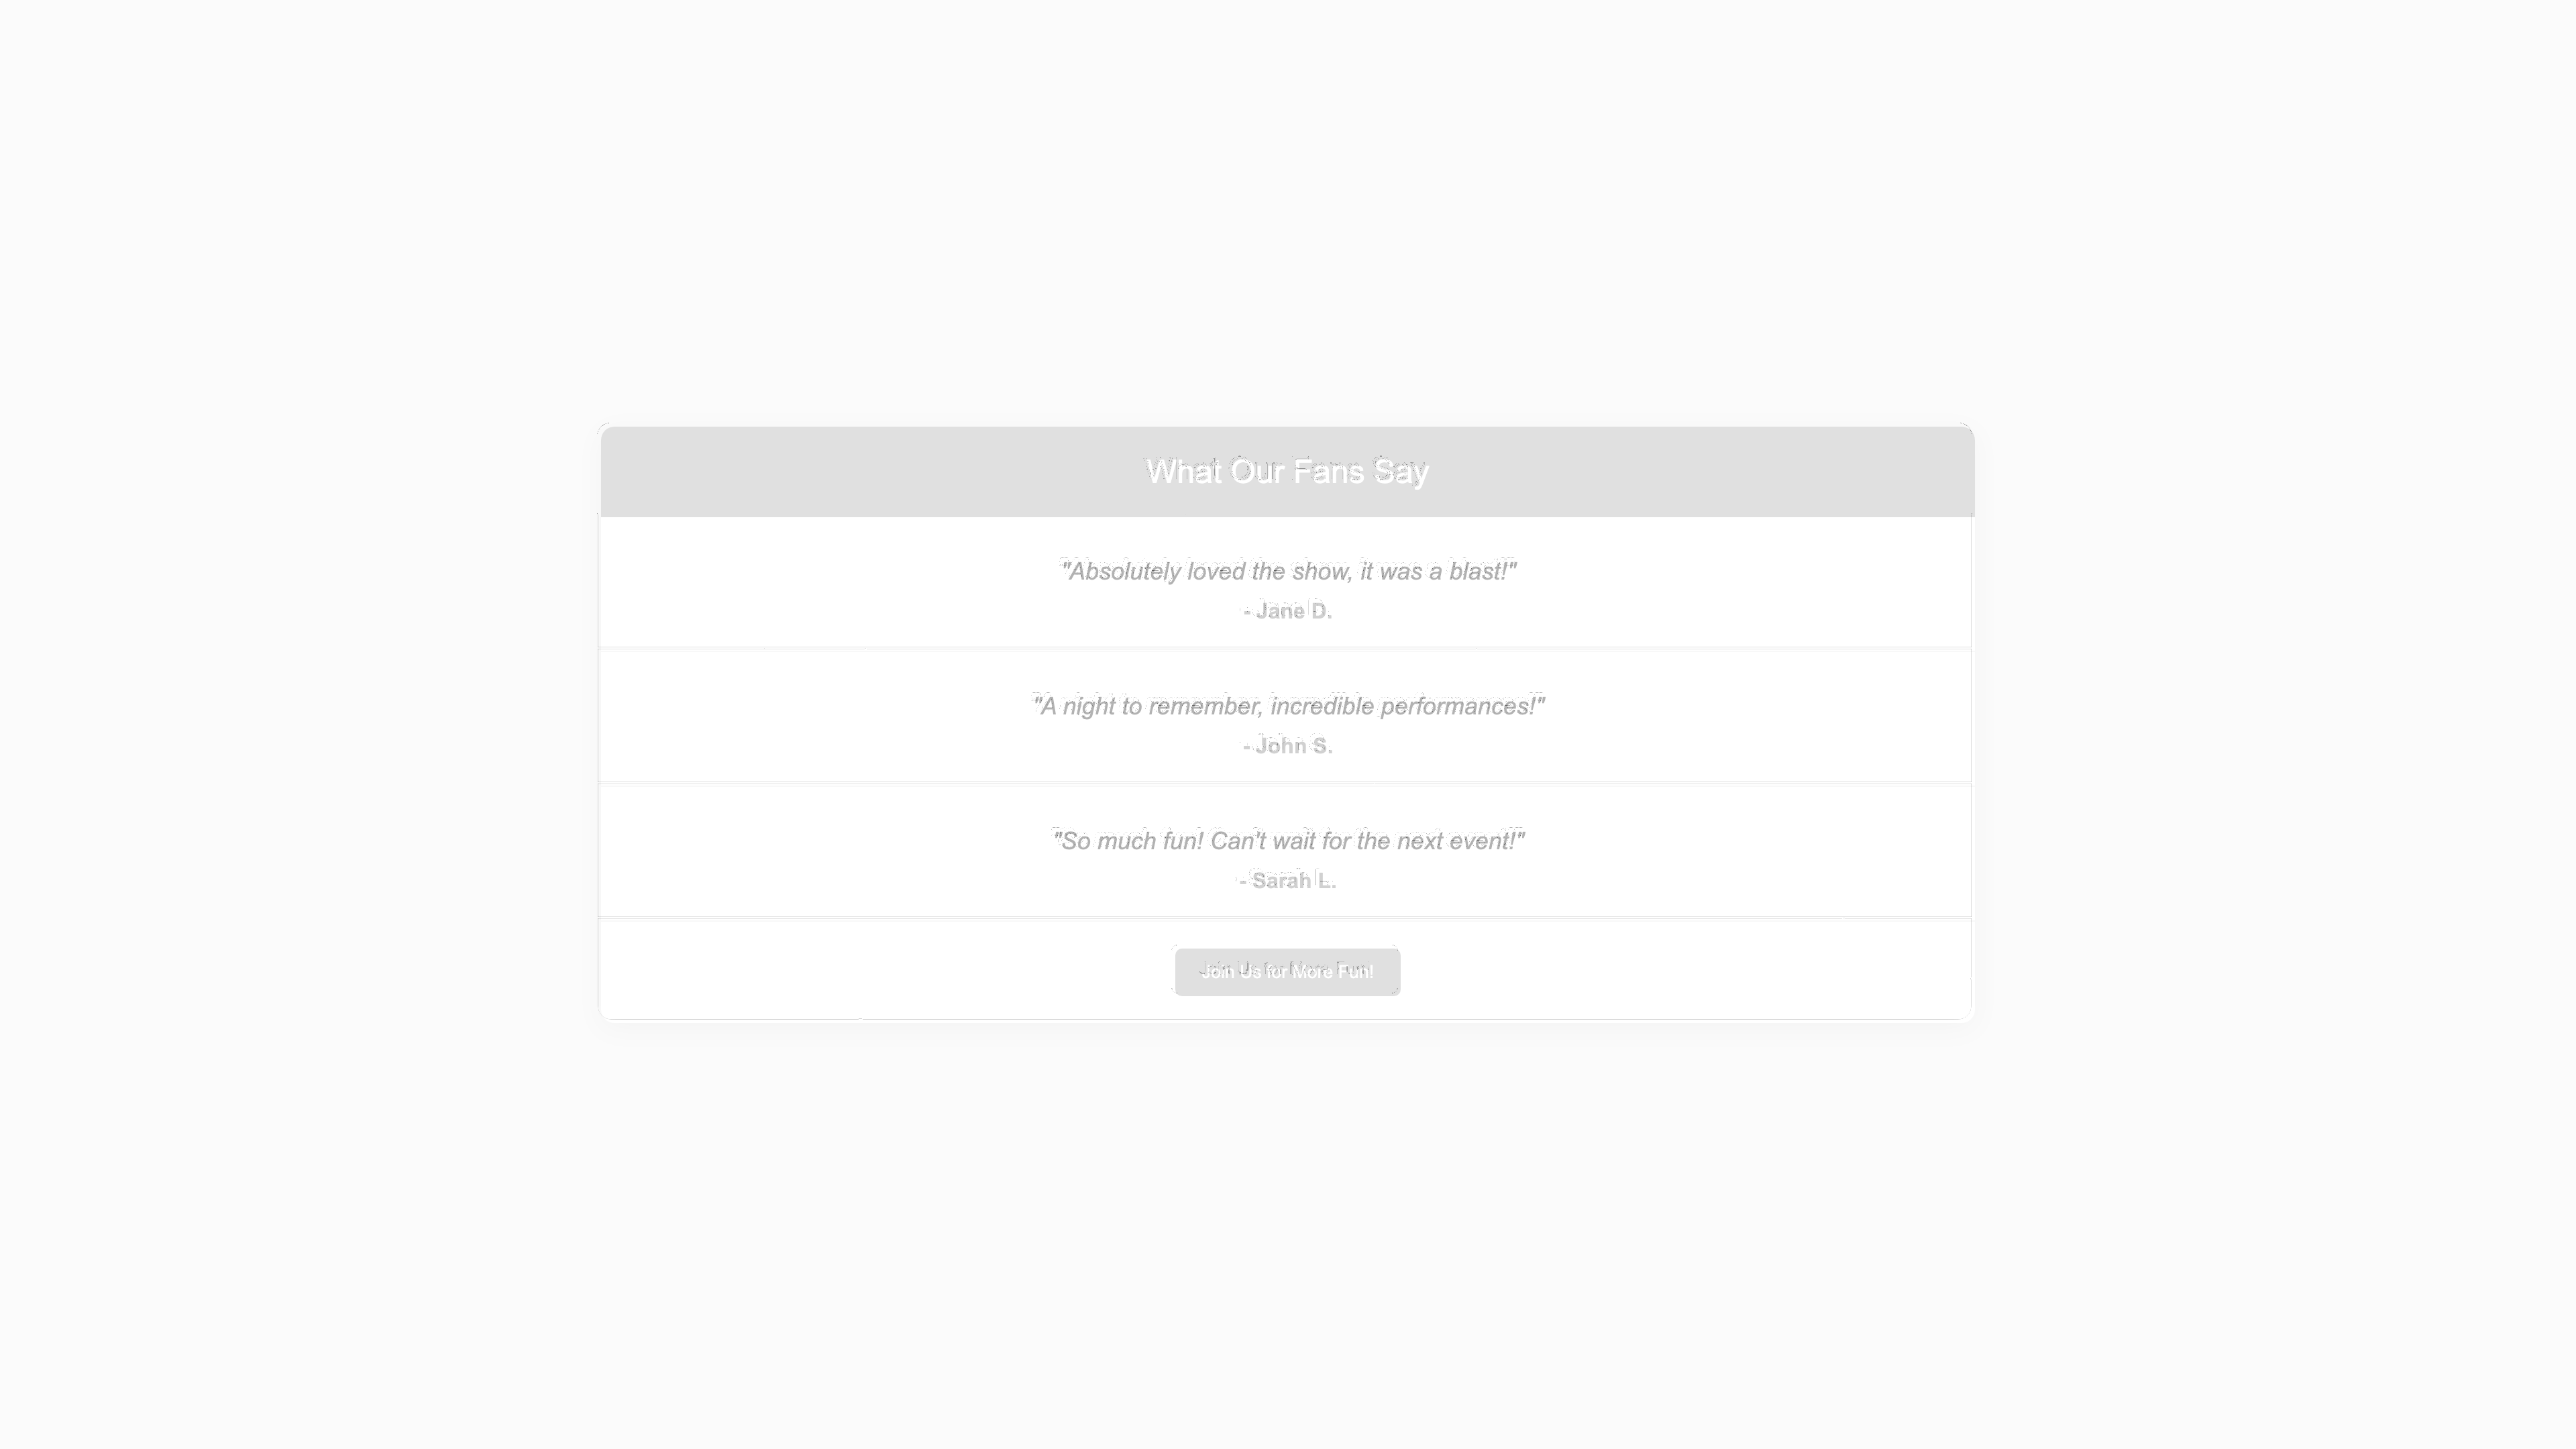 What Our Fans Say
"Absolutely loved the show, it was a blast!"
- Jane D.
"A night to remember, incredible performances!"
- John S.
"So much fun! Can't wait for the next event!"
- Sarah L.
Join Us for More Fun!